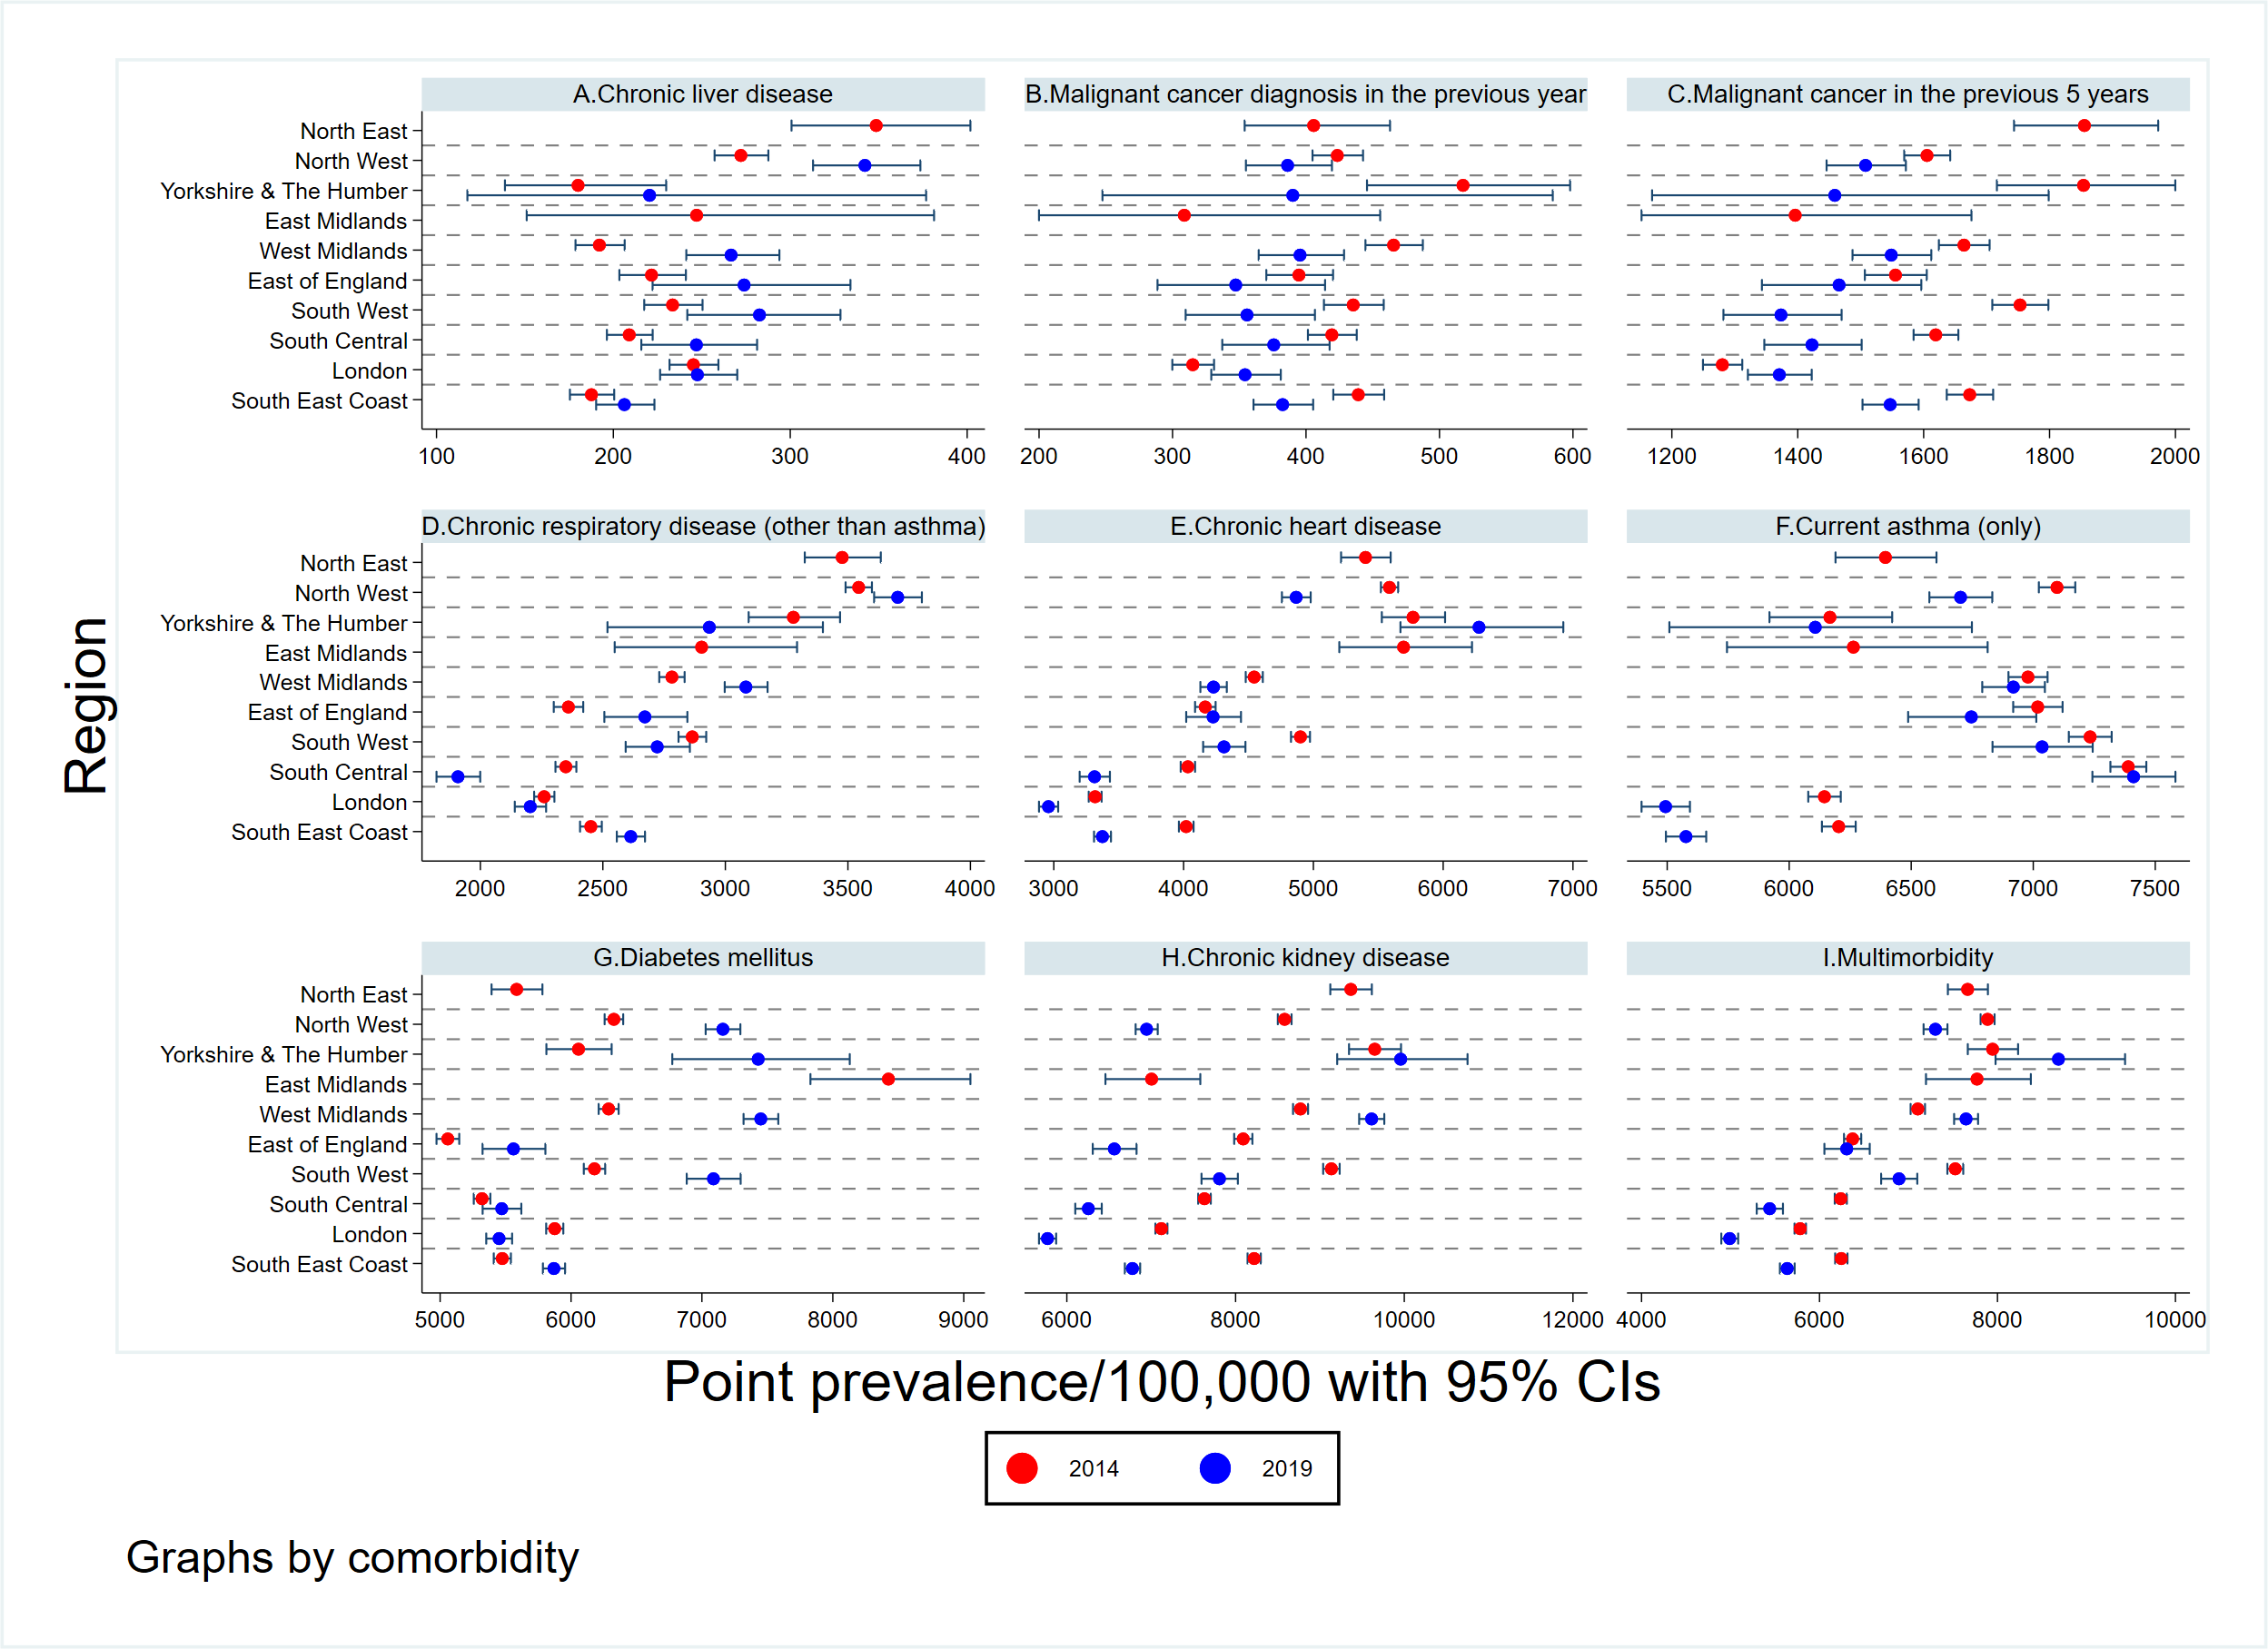 A.Chronic liver disease
B.Malignant cancer diagnosis in the previous year
C.Malignant cancer in the previous 5 years
North East
North West
Yorkshire & The Humber
East Midlands
West Midlands
East of England
South West
South Central
London
South East Coast
100 200 300 400
200 300 400 500 600
1200 1400 1600 1800 2000
D.Chronic respiratory disease (other than asthma)
E.Chronic heart disease
F.Current asthma (only)
Region
North East
North West
Yorkshire & The Humber
East Midlands
West Midlands
East of England
South West
South Central
London
South East Coast
2000 2500 3000 3500 4000
3000 4000 5000 6000 7000
5500 6000 6500 7000 7500
G.Diabetes mellitus
H.Chronic kidney disease
I.Multimorbidity
North East
North West
Yorkshire & The Humber
East Midlands
West Midlands
East of England
South West
South Central
London
South East Coast
5000 6000 7000 8000 9000
6000 8000 10000 12000
4000 6000 8000 10000
Point prevalence/100,000 with 95% CIs
2014 2019
Graphs by comorbidity